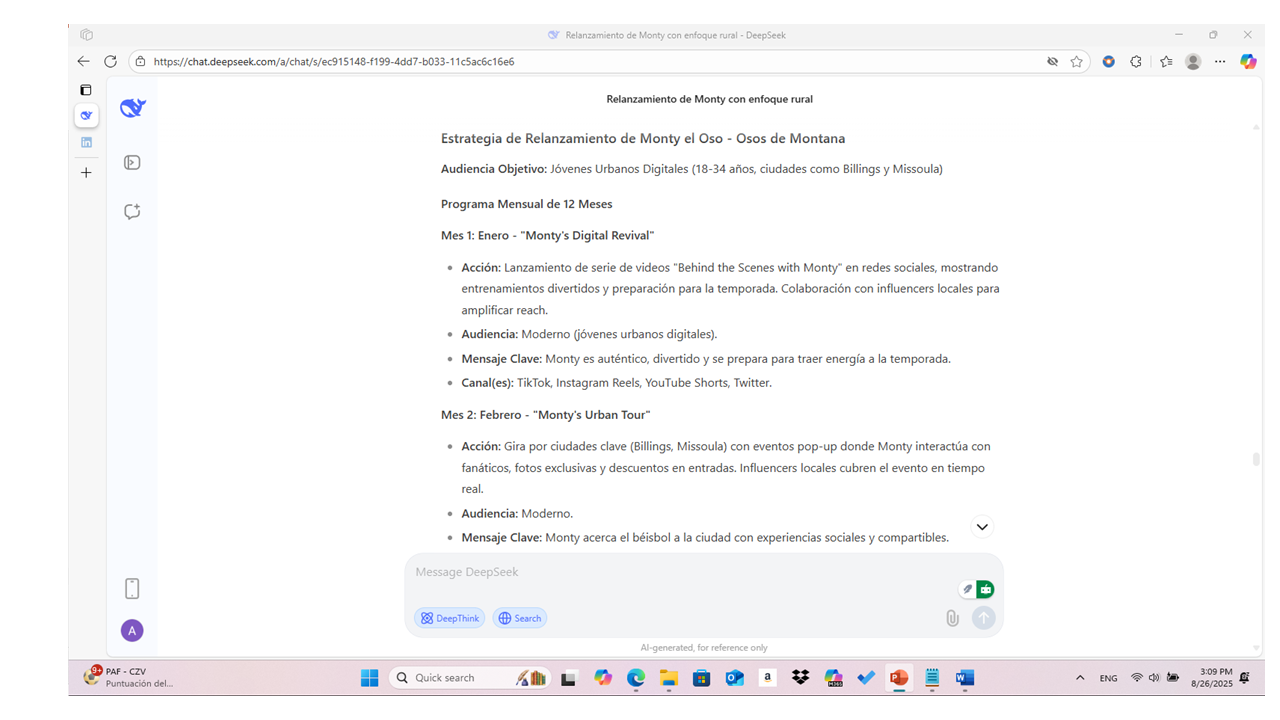 Relanzamiento de Monty con enfoque rural - DeepSeek
https://chat.deepseek.com/a/chat/s/ec915148-f199-4dd7-b033-11c5ac6c16e6
Relanzamiento de Monty con enfoque rural
Estrategia de Relanzamiento de Monty el Oso - Osos de Montana
Audiencia Objetivo: Jóvenes Urbanos Digitales (18-34 años, ciudades como Billings y Missoula)
Programa Mensual de 12 Meses
Mes 1: Enero - "Monty's Digital Revival"
Acción: Lanzamiento de serie de videos "Behind the Scenes with Monty" en redes sociales, mostrando
entrenamientos divertidos y preparación para la temporada. Colaboración con influencers locales para
amplificar reach.
Audiencia: Moderno (jóvenes urbanos digitales).
Mensaje Clave: Monty es auténtico, divertido y se prepara para traer energía a la temporada.
Canal(es): TikTok, Instagram Reels, YouTube Shorts, Twitter.
Mes 2: Febrero - "Monty's Urban Tour"
Acción: Gira por ciudades clave (Billings, Missoula) con eventos pop-up donde Monty interactúa con
fanáticos, fotos exclusivas y descuentos en entradas. Influencers locales cubren el evento en tiempo
real.
Audiencia: Moderno.
Mensaje Clave: Monty acerca el béisbol a la ciudad con experiencias sociales y compartibles.
Message DeepSeek
DeepThink
Search
A
AI-generated, for reference only
9+
PAF - CZV
Puntuación del...
Quick search
a
M365
ENG
3:09 PM
8/26/2025